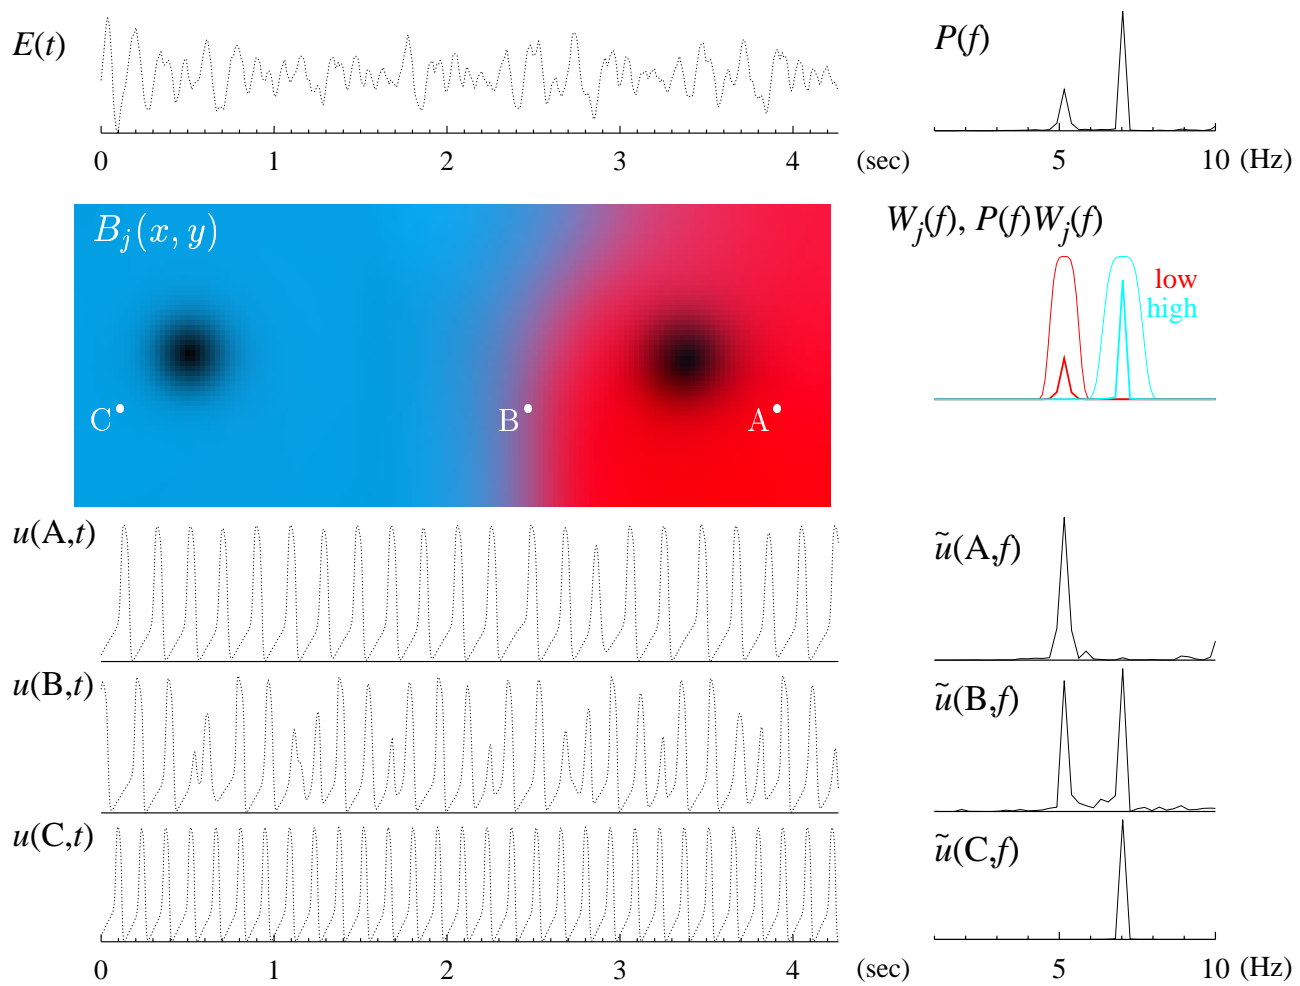 E(t)
P(f)
0 1 2 3 4 (sec)
5 10 (Hz)
B_j(x, y)
W_j(f), P(f)W_j(f)
low
high
C B A
u(A,t)
ũ(A,f)
u(B,t)
ũ(B,f)
u(C,t)
ũ(C,f)
0 1 2 3 4 (sec)
5 10 (Hz)